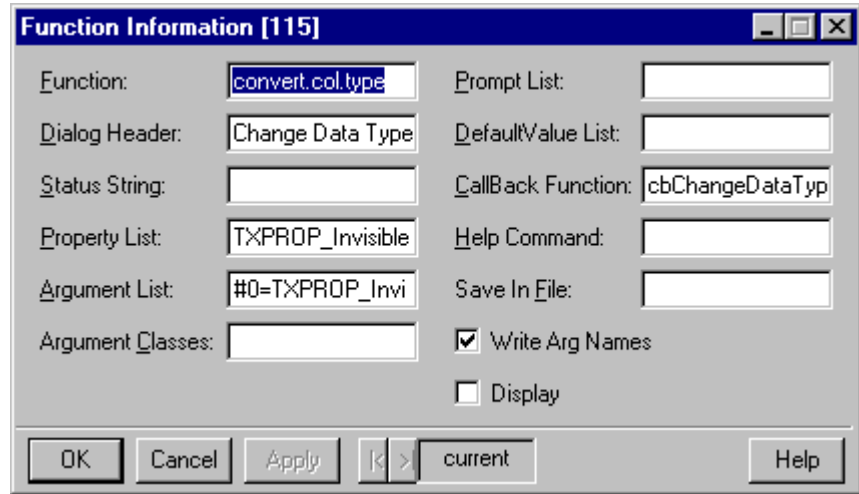 Function Information [115]
Function: convert.col.type
Dialog Header: Change Data Type
Status String:
Property List: TXPROP_Invisible
Argument List: #0=TXPROP_Invi
Argument Classes:
Prompt List:
DefaultValue List:
CallBack Function: cbChangeDataTyp
Help Command:
Save In File:
Write Arg Names
Display
OK Cancel Apply |< >| current Help